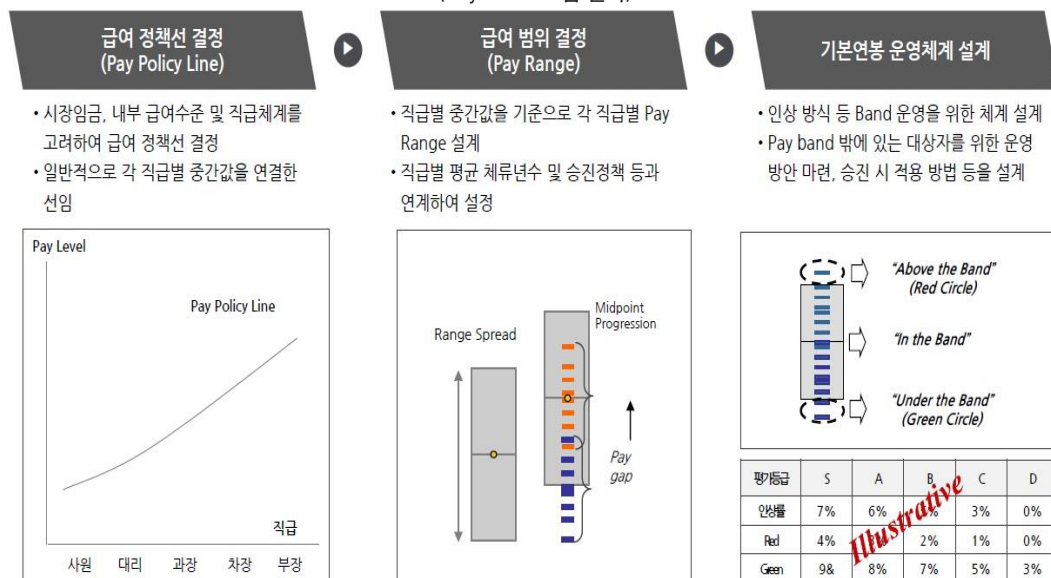 급여 정책선 결정
(Pay Policy Line)
급여 범위 결정
(Pay Range)
기본연봉 운영체계 설계
• 시장임금, 내부 급여수준 및 직급체계를
고려하여 급여 정책선 결정
• 일반적으로 각 직급별 중간값을 연결한
선임
• 직급별 중간값을 기준으로 각 직급별 Pay
Range 설계
• 직급별 평균 체류년수 및 승진정책 등과
연계하여 설정
• 인상 방식 등 Band 운영을 위한 체계 설계
• Pay band 밖에 있는 대상자를 위한 운영
방안 마련, 승진 시 적용 방법 등을 설계
Pay Level
Pay Policy Line
직급
사원 대리 과장 차장 부장
Range Spread
Midpoint
Progression
Pay
gap
"Above the Band"
(Red Circle)
"In the Band"
"Under the Band"
(Green Circle)
평가등급 S A B C D
인상률 7% 6% 3% 0%
Red 4% 2% 1% 0%
Green 9& 8% 7% 5% 3%
Illustrative